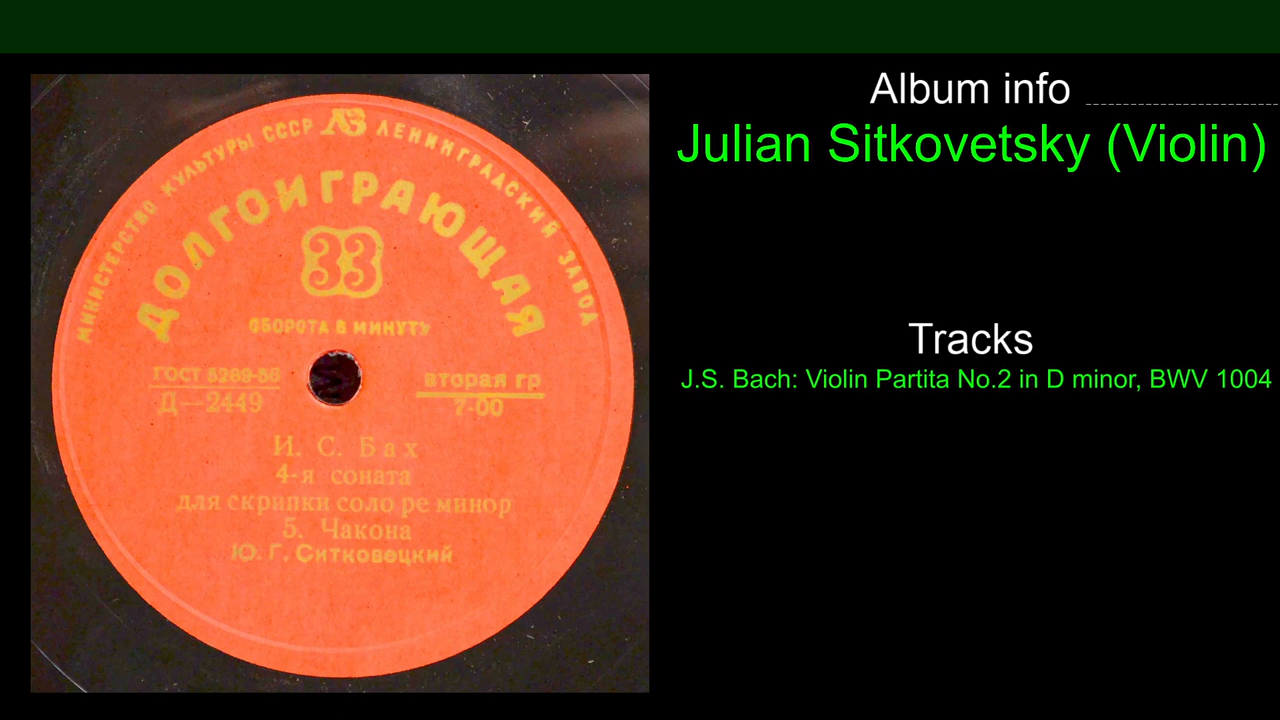 МИНИСТЕРСТВО КУЛЬТУРЫ СССР ЛЗ ЛЕНИНГРАДСКИЙ ЗАВОД
ДОЛГОИГРАЮЩАЯ
33
ОБОРОТА В МИНУТУ
ГОСТ 5289-56
Д—2449
вторая гр
7-00
И. С. Бах
4-я соната
для скрипки соло ре минор
5. Чакона
Ю. Г. Ситковецкий
Album info
Julian Sitkovetsky (Violin)
Tracks
J.S. Bach: Violin Partita No.2 in D minor, BWV 1004